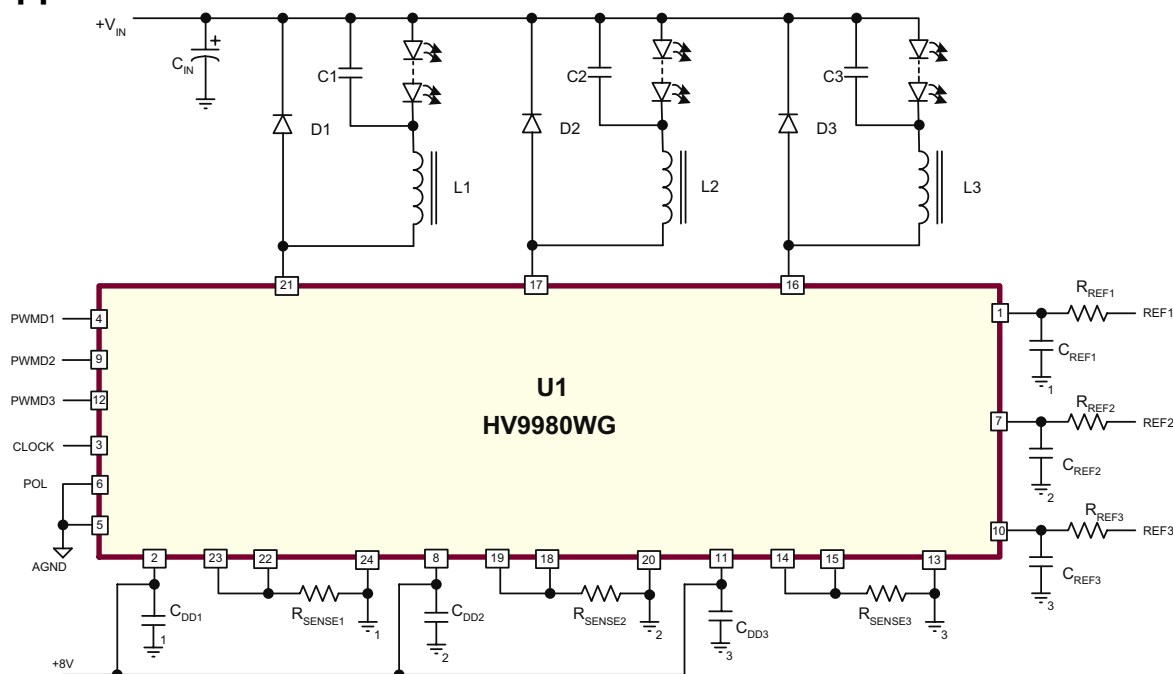 +VIN
+
CIN
C1
C2
C3
D1
D2
D3
L1
L2
L3
21
17
16
PWMD1
4
PWMD2
9
PWMD3
12
CLOCK
3
POL
6
5
AGND
U1
HV9980WG
1
RREF1
REF1
CREF1
1
7
RREF2
REF2
CREF2
2
10
RREF3
REF3
CREF3
3
2
23
22
24
8
19
18
20
11
14
15
13
CDD1
1
RSENSE1
1
CDD2
2
RSENSE2
2
CDD3
3
RSENSE3
3
+8V